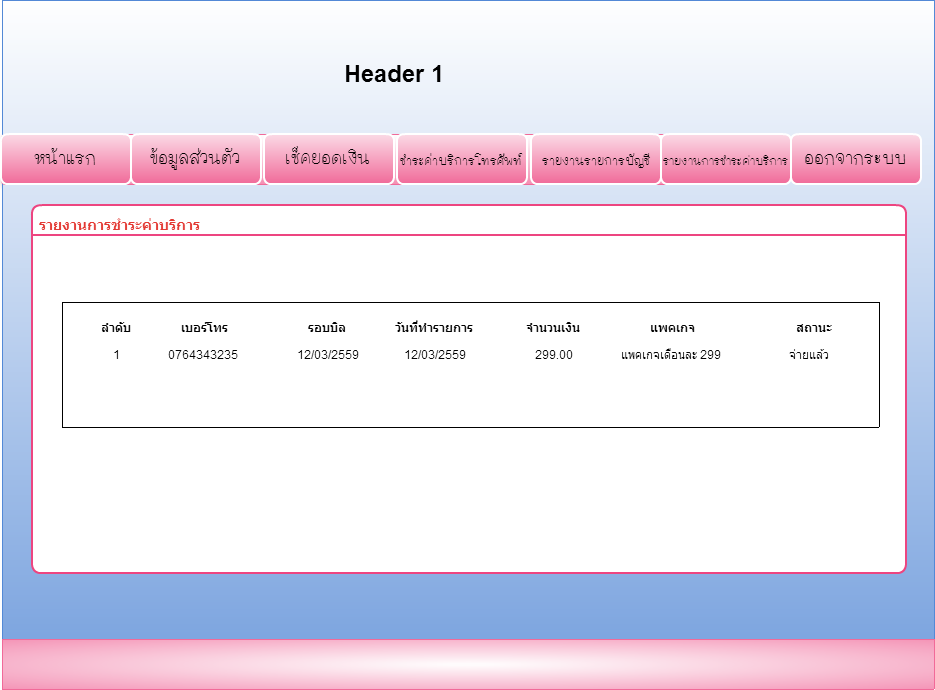 Header 1
หน้าแรก ข้อมูลส่วนตัว เช็คยอดเงิน ชำระค่าบริการโทรศัพท์ รายงานรายการบัญชี รายงานการชำระค่าบริการ ออกจากระบบ
รายงานการชำระค่าบริการ
ลำดับ เบอร์โทร รอบบิล วันที่ทำรายการ จำนวนเงิน แพคเกจ สถานะ
1 0764343235 12/03/2559 12/03/2559 299.00 แพคเกจเดือนละ 299 จ่ายแล้ว